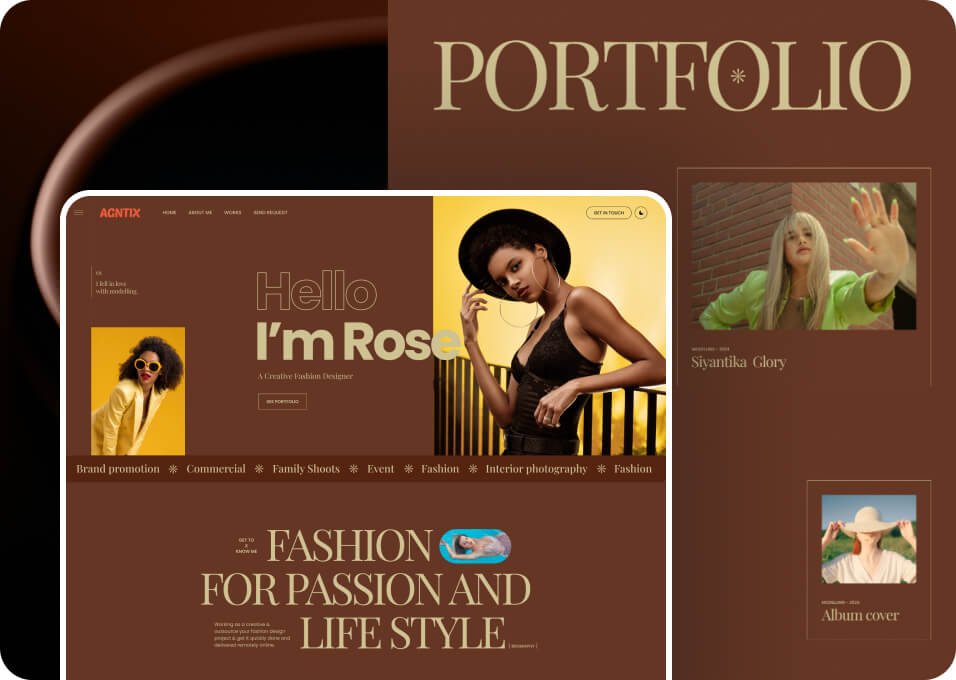 PORTFOLIO
AGNTIX
HOME
ABOUT ME
WORKS
SEND REQUEST
GET IN TOUCH
I fell in love
with modelling
Hello
I'm Rose
A Creative Fashion Designer
SEE PORTFOLIO
Brand promotion ✻ Commercial ✻ Family Shoots ✻ Event ✻ Fashion ✻ Interior photography ✻ Fashion
GET TO
X
KNOW ME
FASHION
FOR PASSION AND
LIFE STYLE
Working as a creative &
outsource your fashion design
project & get it quickly done and
delivered remotely online.
[ BIOGRAPHY ]
Siyantika Glory
Album cover